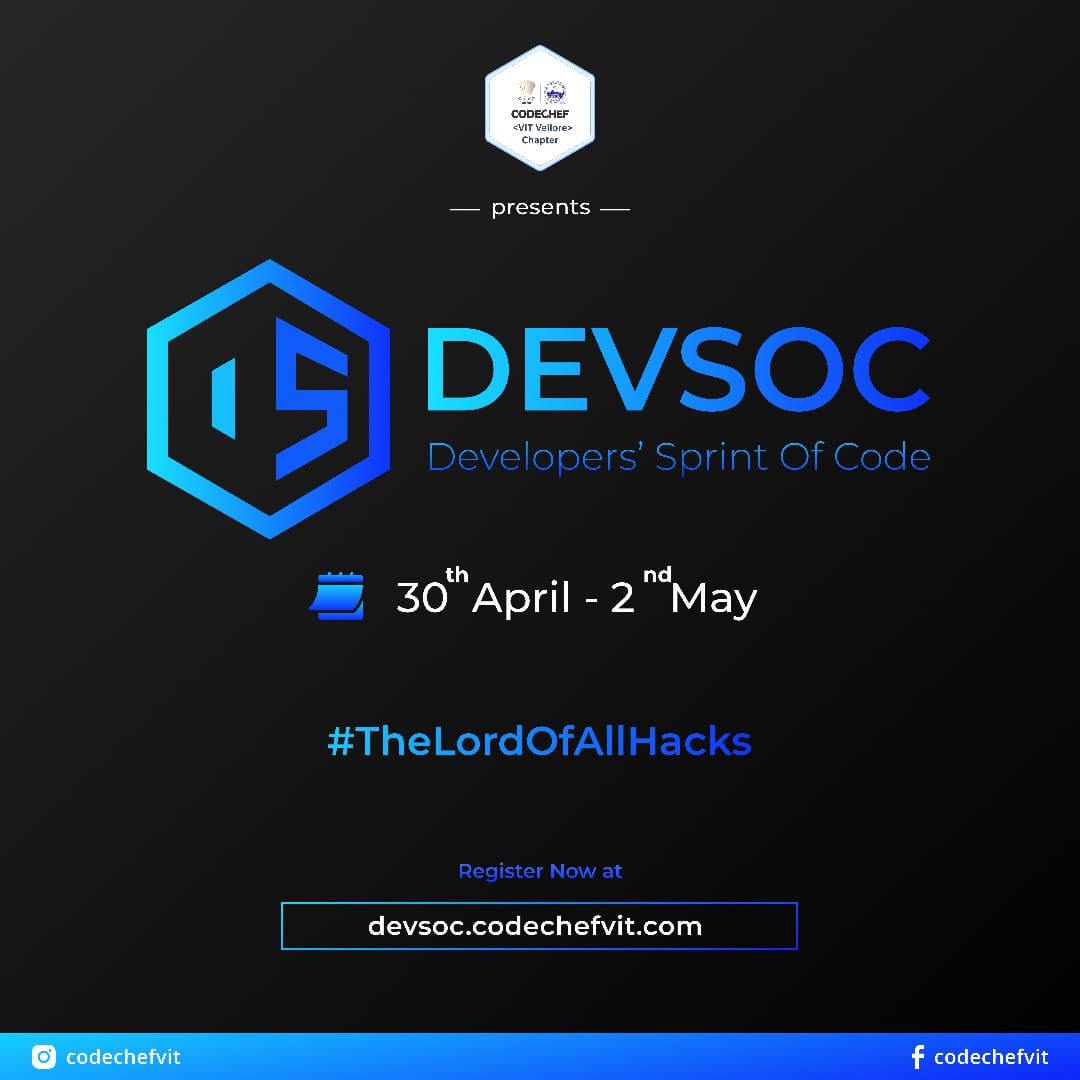 CODECHEF
<VIT Vellore>
Chapter
presents
DEVSOC
Developers’ Sprint Of Code
30th April - 2nd May
#TheLordOfAllHacks
Register Now at
devsoc.codechefvit.com
codechefvit
codechefvit